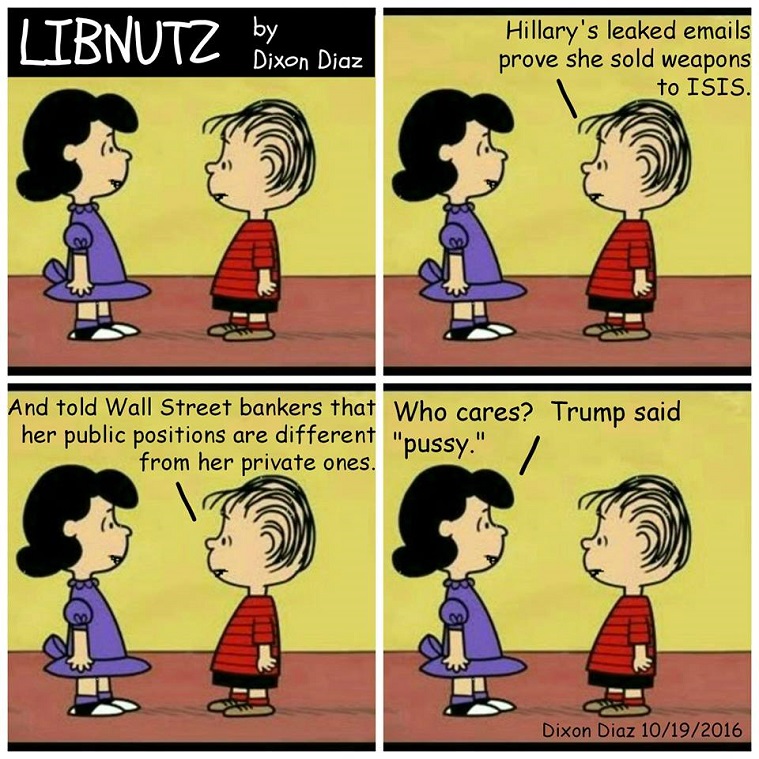 LIBNUTZ
by
Dixon Diaz
Hillary's leaked emails
prove she sold weapons
to ISIS.
And told Wall Street bankers that
her public positions are different
from her private ones.
Who cares? Trump said
"pussy."
Dixon Diaz 10/19/2016